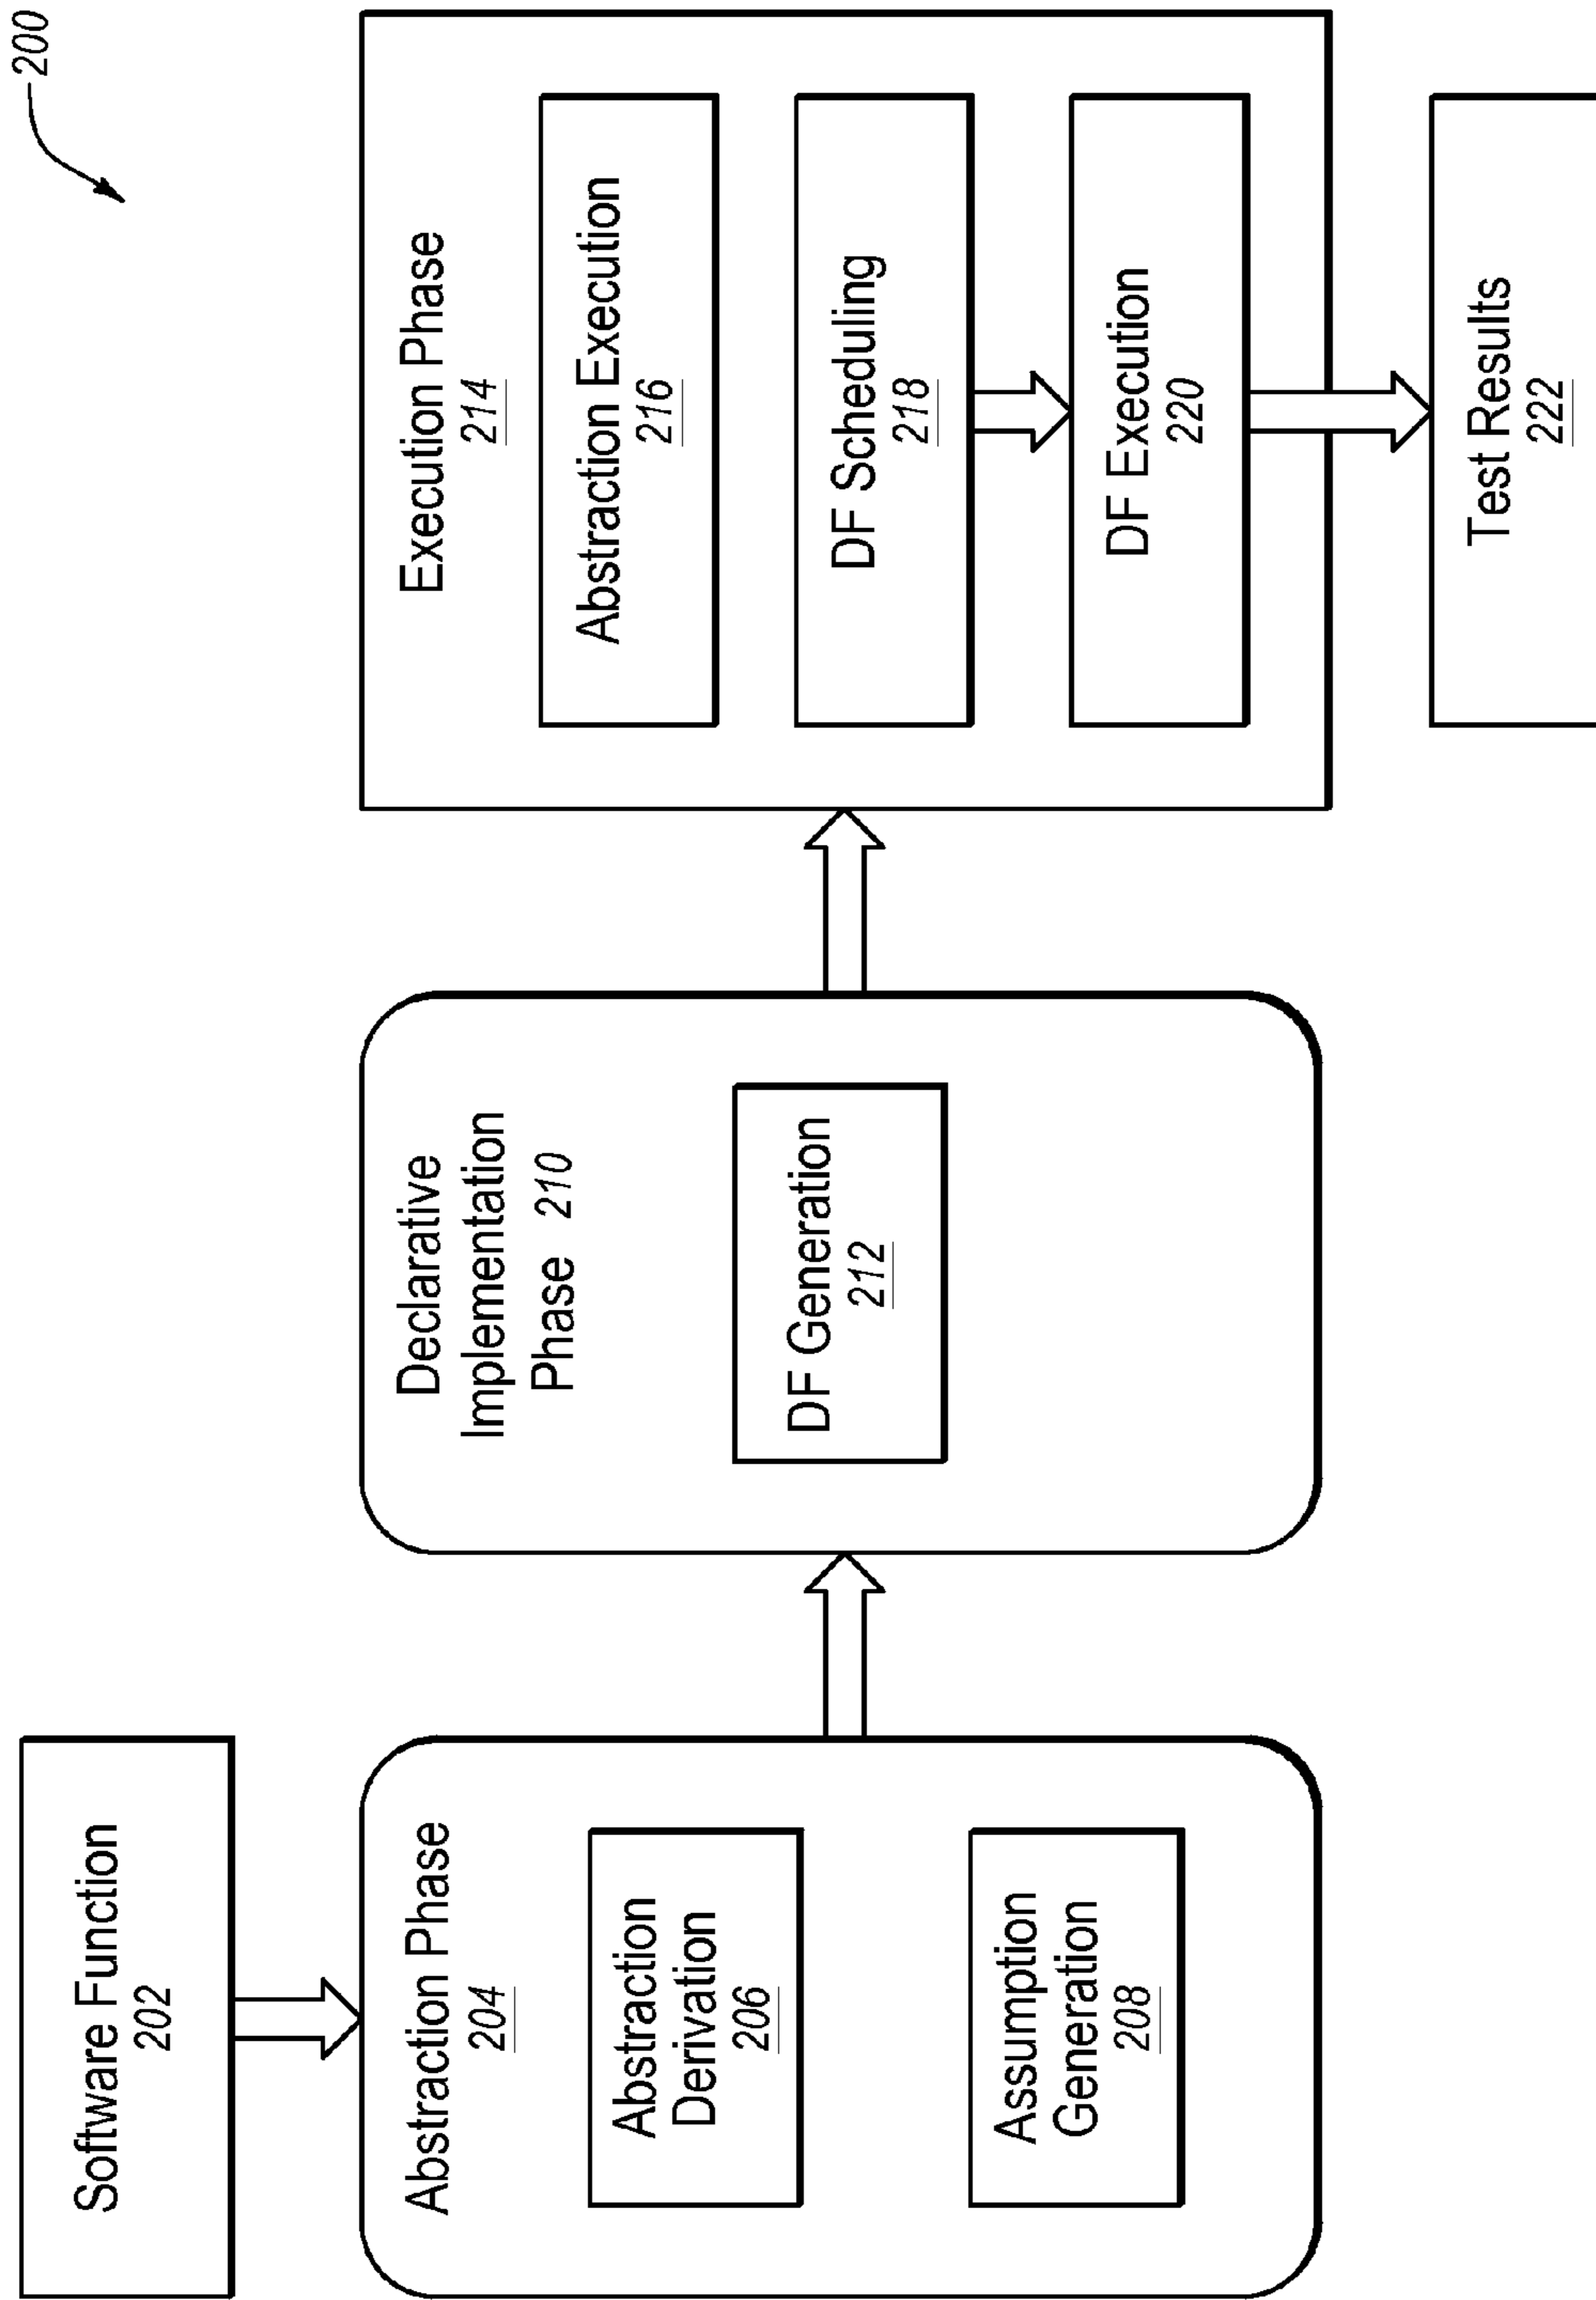 200
Software Function
202
Abstraction Phase
204
Abstraction
Derivation
206
Assumption
Generation
208
Declarative
Implementation
Phase 210
DF Generation
212
Execution Phase
214
Abstraction Execution
216
DF Scheduling
218
DF Execution
220
Test Results
222